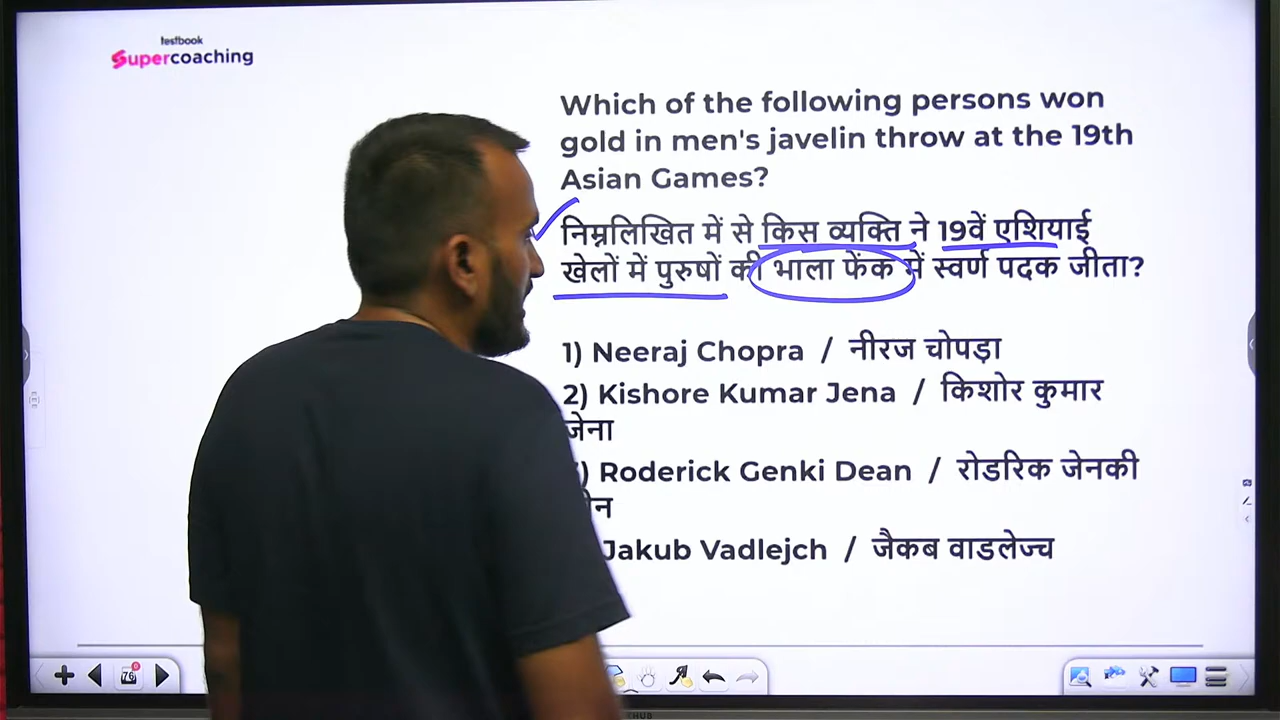 testbook
Supercoaching
Which of the following persons won
gold in men's javelin throw at the 19th
Asian Games?
निम्नलिखित में से किस व्यक्ति ने 19वें एशियाई
खेलों में पुरुषों की भाला फेंक में स्वर्ण पदक जीता?
1) Neeraj Chopra / नीरज चोपड़ा
2) Kishore Kumar Jena / किशोर कुमार
जेना
) Roderick Genki Dean / रोडरिक जेनकी
Jakub Vadlejch / जैकब वाडलेज्च
76